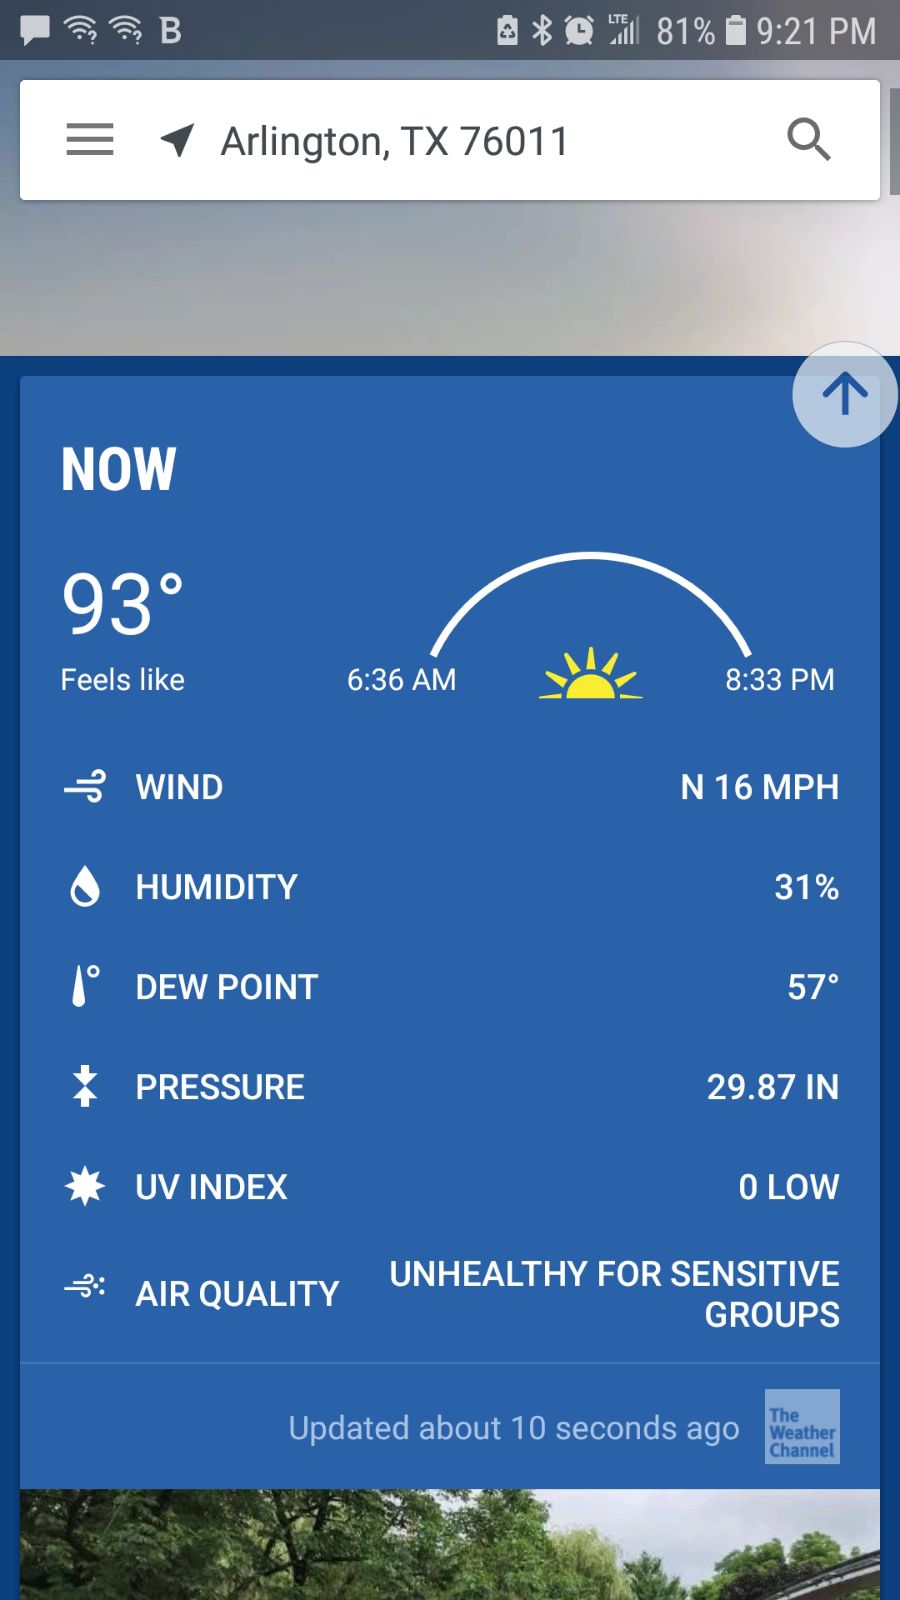 B LTE 81% 9:21 PM
Arlington, TX 76011
NOW
93°
Feels like 6:36 AM 8:33 PM
WIND N 16 MPH
HUMIDITY 31%
DEW POINT 57°
PRESSURE 29.87 IN
UV INDEX 0 LOW
AIR QUALITY UNHEALTHY FOR SENSITIVE
GROUPS
Updated about 10 seconds ago
The
Weather
Channel